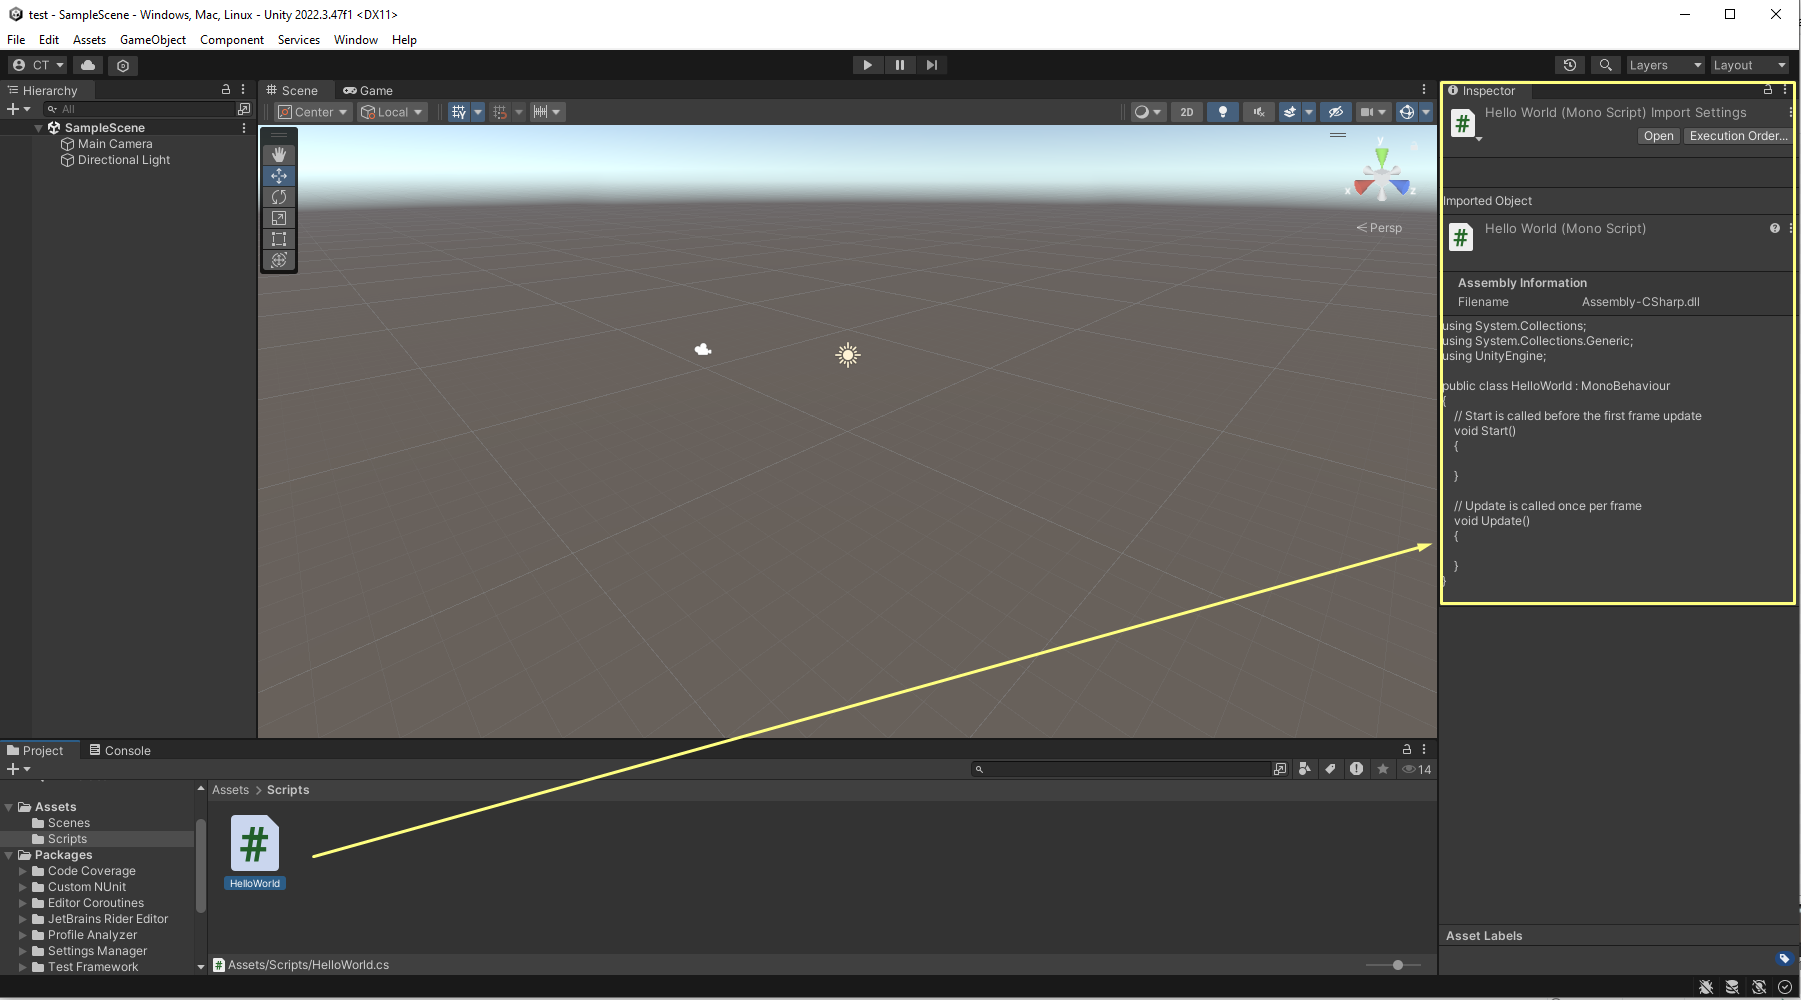 test - SampleScene - Windows, Mac, Linux - Unity 2022.3.47f1 <DX11>
File Edit Assets GameObject Component Services Window Help
CT
Layers Layout
Hierarchy
All
SampleScene
Main Camera
Directional Light
Scene Game
Center Local 2D
y
x z
Persp
Inspector
Hello World (Mono Script) Import Settings
Open Execution Order...
Imported Object
Hello World (Mono Script)
Assembly Information
Filename Assembly-CSharp.dll
using System.Collections;
using System.Collections.Generic;
using UnityEngine;
public class HelloWorld : MonoBehaviour
{
// Start is called before the first frame update
void Start()
{
}
// Update is called once per frame
void Update()
{
}
}
Project Console
14
Assets
Scenes
Scripts
Packages
Code Coverage
Custom NUnit
Editor Coroutines
JetBrains Rider Editor
Profile Analyzer
Settings Manager
Test Framework
Assets > Scripts
#
HelloWorld
Assets/Scripts/HelloWorld.cs
Asset Labels